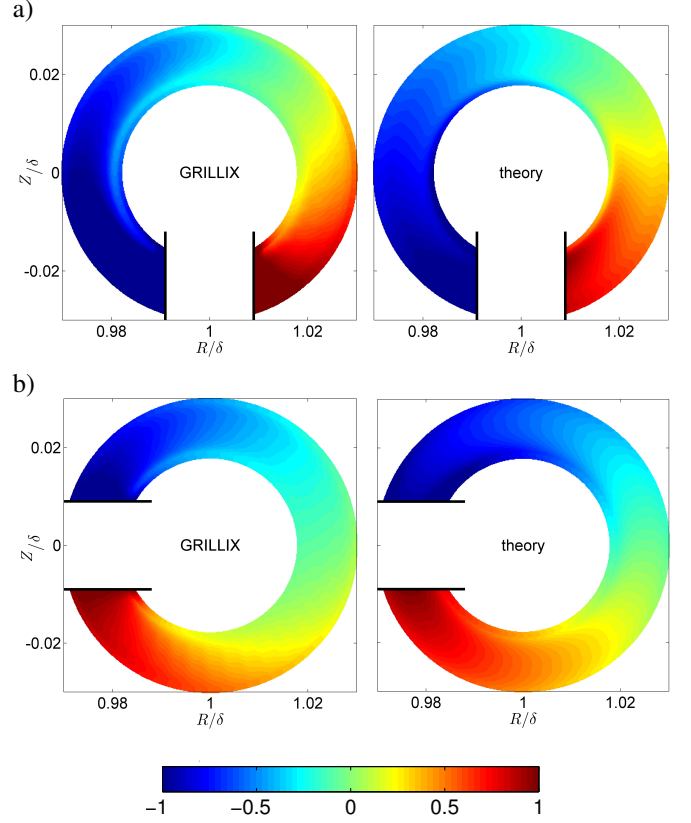 a)
0.02
0
-0.02
Z/δ
GRILLIX
theory
0.98
1
1.02
0.98
1
1.02
R/δ
R/δ
b)
0.02
0
-0.02
Z/δ
GRILLIX
theory
0.98
1
1.02
0.98
1
1.02
R/δ
R/δ
−1
−0.5
0
0.5
1